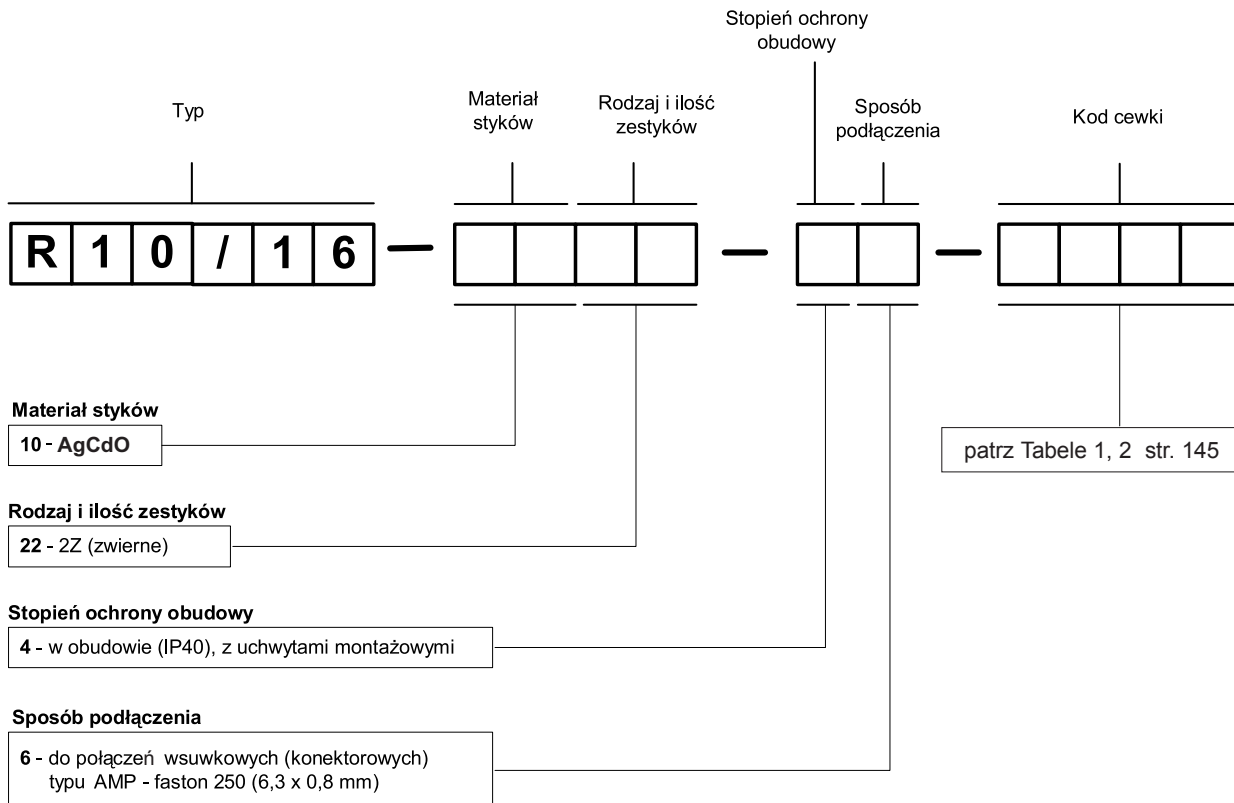 Stopień ochrony
obudowy
Typ
Materiał
styków
Rodzaj i ilość
zestyków
Sposób
podłączenia
Kod cewki
R 1 0 / 1 6 — — —
Materiał styków
10 - AgCdO
patrz Tabele 1, 2 str. 145
Rodzaj i ilość zestyków
22 - 2Z (zwierne)
Stopień ochrony obudowy
4 - w obudowie (IP40), z uchwytami montażowymi
Sposób podłączenia
6 - do połączeń wsuwkowych (konektorowych)
typu AMP - faston 250 (6,3 x 0,8 mm)